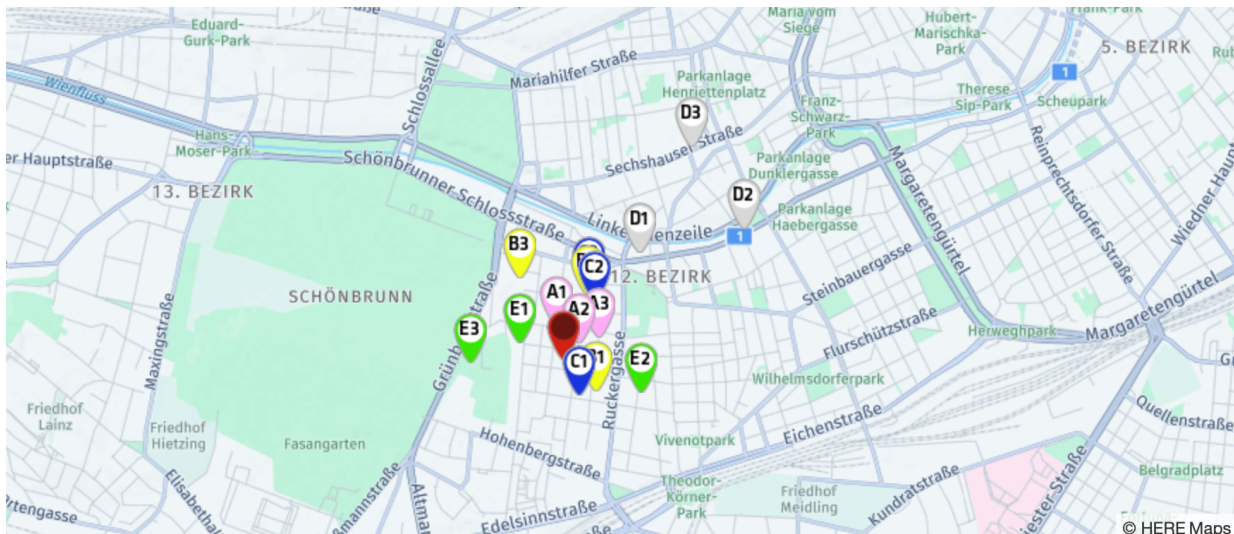 Eduard-
Gurk-Park
Maria vom
Siege
Hubert-
Marischka-
Park
Frank-Park
5. BEZIRK
1
Mariahilfer Straße
Schlossallee
Wienfluss
Parkanlage
Henriettenplatz
Franz-
Schwarz-
Park
Therese
Sip-Park
Scheupark
D3
Hans-
Moser-Park
Sechshauser Straße
Parkanlage
Dunklergasse
Margaretengürtel
Reinprechtsdorfer Straße
Wiedner
13. BEZIRK
Schönbrunner Schlossstraße
D2
Parkanlage
Haebergasse
D1
1
B3
C2
12. BEZIRK
Steinbauergasse
SCHÖNBRUNN
A1
A2
A3
E1
E3
Flurschützstraße
Herweghpark
Margaretengürtel
Maxingstraße
C1
E2
Ruckergasse
Wilhelmsdorferpark
Friedhof
Lainz
Friedhof
Hietzing
Fasangarten
Hohenbergstraße
Vivenotpark
Eichenstraße
Quellenstraße
Belgradplatz
Theodor-
Körner-
Park
Friedhof
Meidling
Kundratstraße
Edelsinnstraße
© HERE Maps